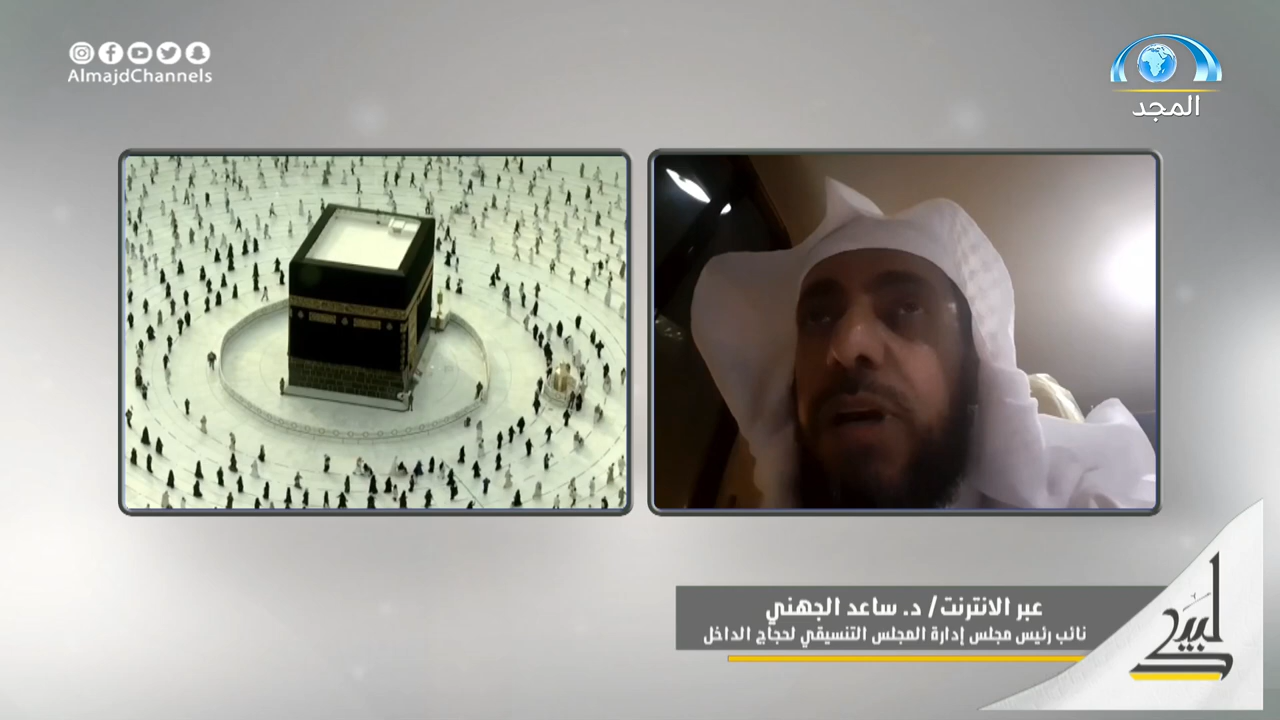 AlmajdChannels
المجد
عبر الانترنت/ د. ساعد الجهني
نائب رئيس مجلس إدارة المجلس التنسيقي لحجاج الداخل
لبيك